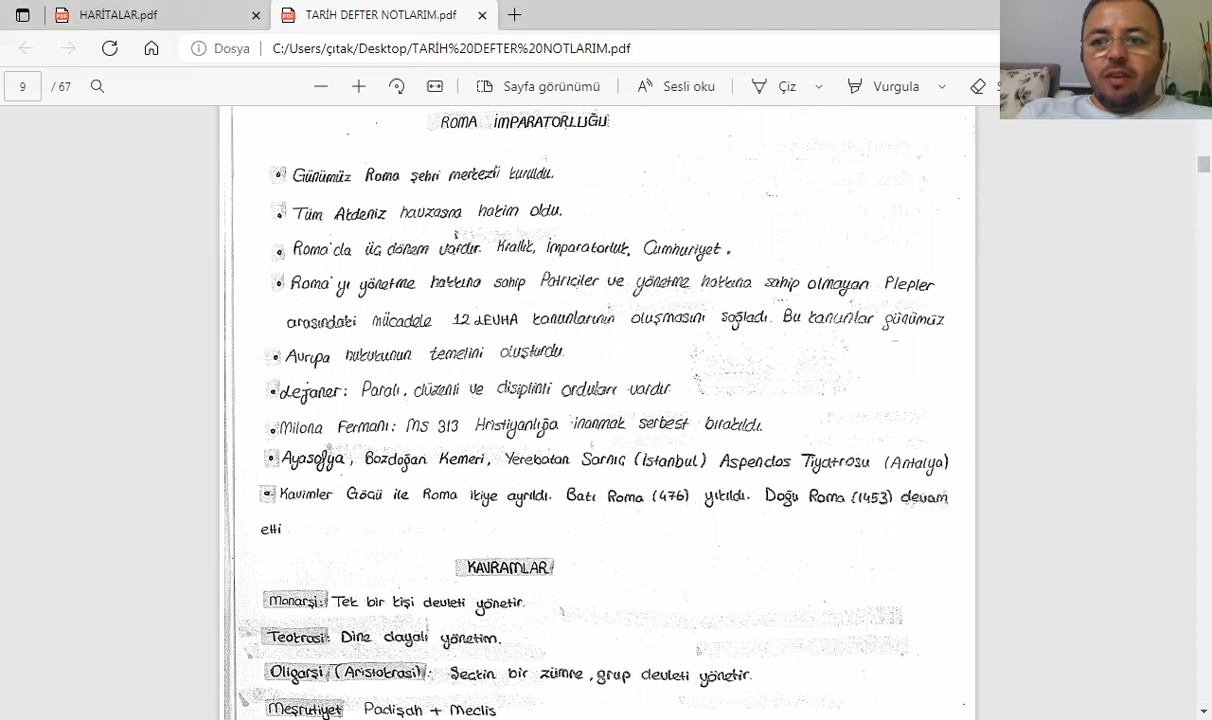 HARİTALAR.pdf
TARİH DEFTER NOTLARIM.pdf
Dosya
C:/Users/çıtak/Desktop/TARİH%20DEFTER%20NOTLARIM.pdf
9 / 67
Sayfa görünümü
Sesli oku
Çiz
Vurgula
ROMA İMPARATORLUĞU
Günümüz Roma şehri merkezli kuruldu.
Tüm Akdeniz havzasına hakim oldu.
Roma'da üç dönem vardır. Krallık, İmparatorluk, Cumhuriyet.
Roma'yı yönetme hakkına sahip Patriciler ve yönetme hakkına sahip olmayan Plepler
arasındaki mücadele 12 LEVHA kanunlarının oluşmasını sağladı. Bu kanunlar günümüz
Avrupa hukukunun temelini oluşturdu.
Lejaner: Paralı, düzenli ve disiplinli orduları vardır.
Milona Fermanı: MS 313 Hristiyanlığa inanmak serbest bırakıldı.
Ayasofya, Bozdoğan Kemeri, Yerebatan Sarnıç (İstanbul) Aspendos Tiyatrosu (Antalya)
Kavimler Göçü ile Roma ikiye ayrıldı. Batı Roma (476) yıkıldı. Doğu Roma (1453) devam
etti
KAVRAMLAR
Monarşi: Tek bir kişi devleti yönetir.
Teokrasi: Dine dayalı yönetim.
Oligarşi (Aristokrasi): Seçkin bir zümre, grup devleti yönetir.
Meşrutiyet Padişah + Meclis